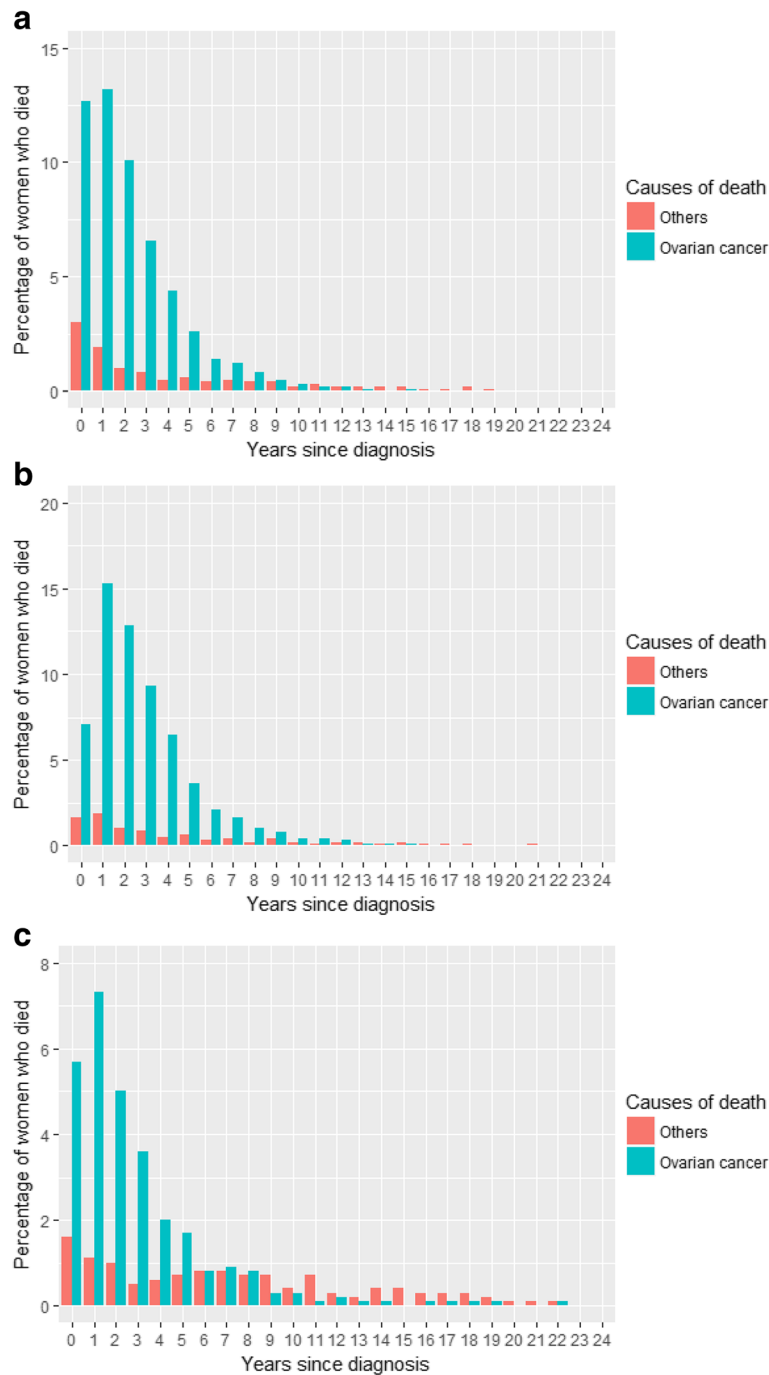 a
15
10
5
0
Percentage of women who died
0 1 2 3 4 5 6 7 8 9 10 11 12 13 14 15 16 17 18 19 20 21 22 23 24
Years since diagnosis
Causes of death
Others
Ovarian cancer
b
20
15
10
5
0
Percentage of women who died
0 1 2 3 4 5 6 7 8 9 10 11 12 13 14 15 16 17 18 19 20 21 22 23 24
Years since diagnosis
Causes of death
Others
Ovarian cancer
c
8
6
4
2
0
Percentage of women who died
0 1 2 3 4 5 6 7 8 9 10 11 12 13 14 15 16 17 18 19 20 21 22 23 24
Years since diagnosis
Causes of death
Others
Ovarian cancer